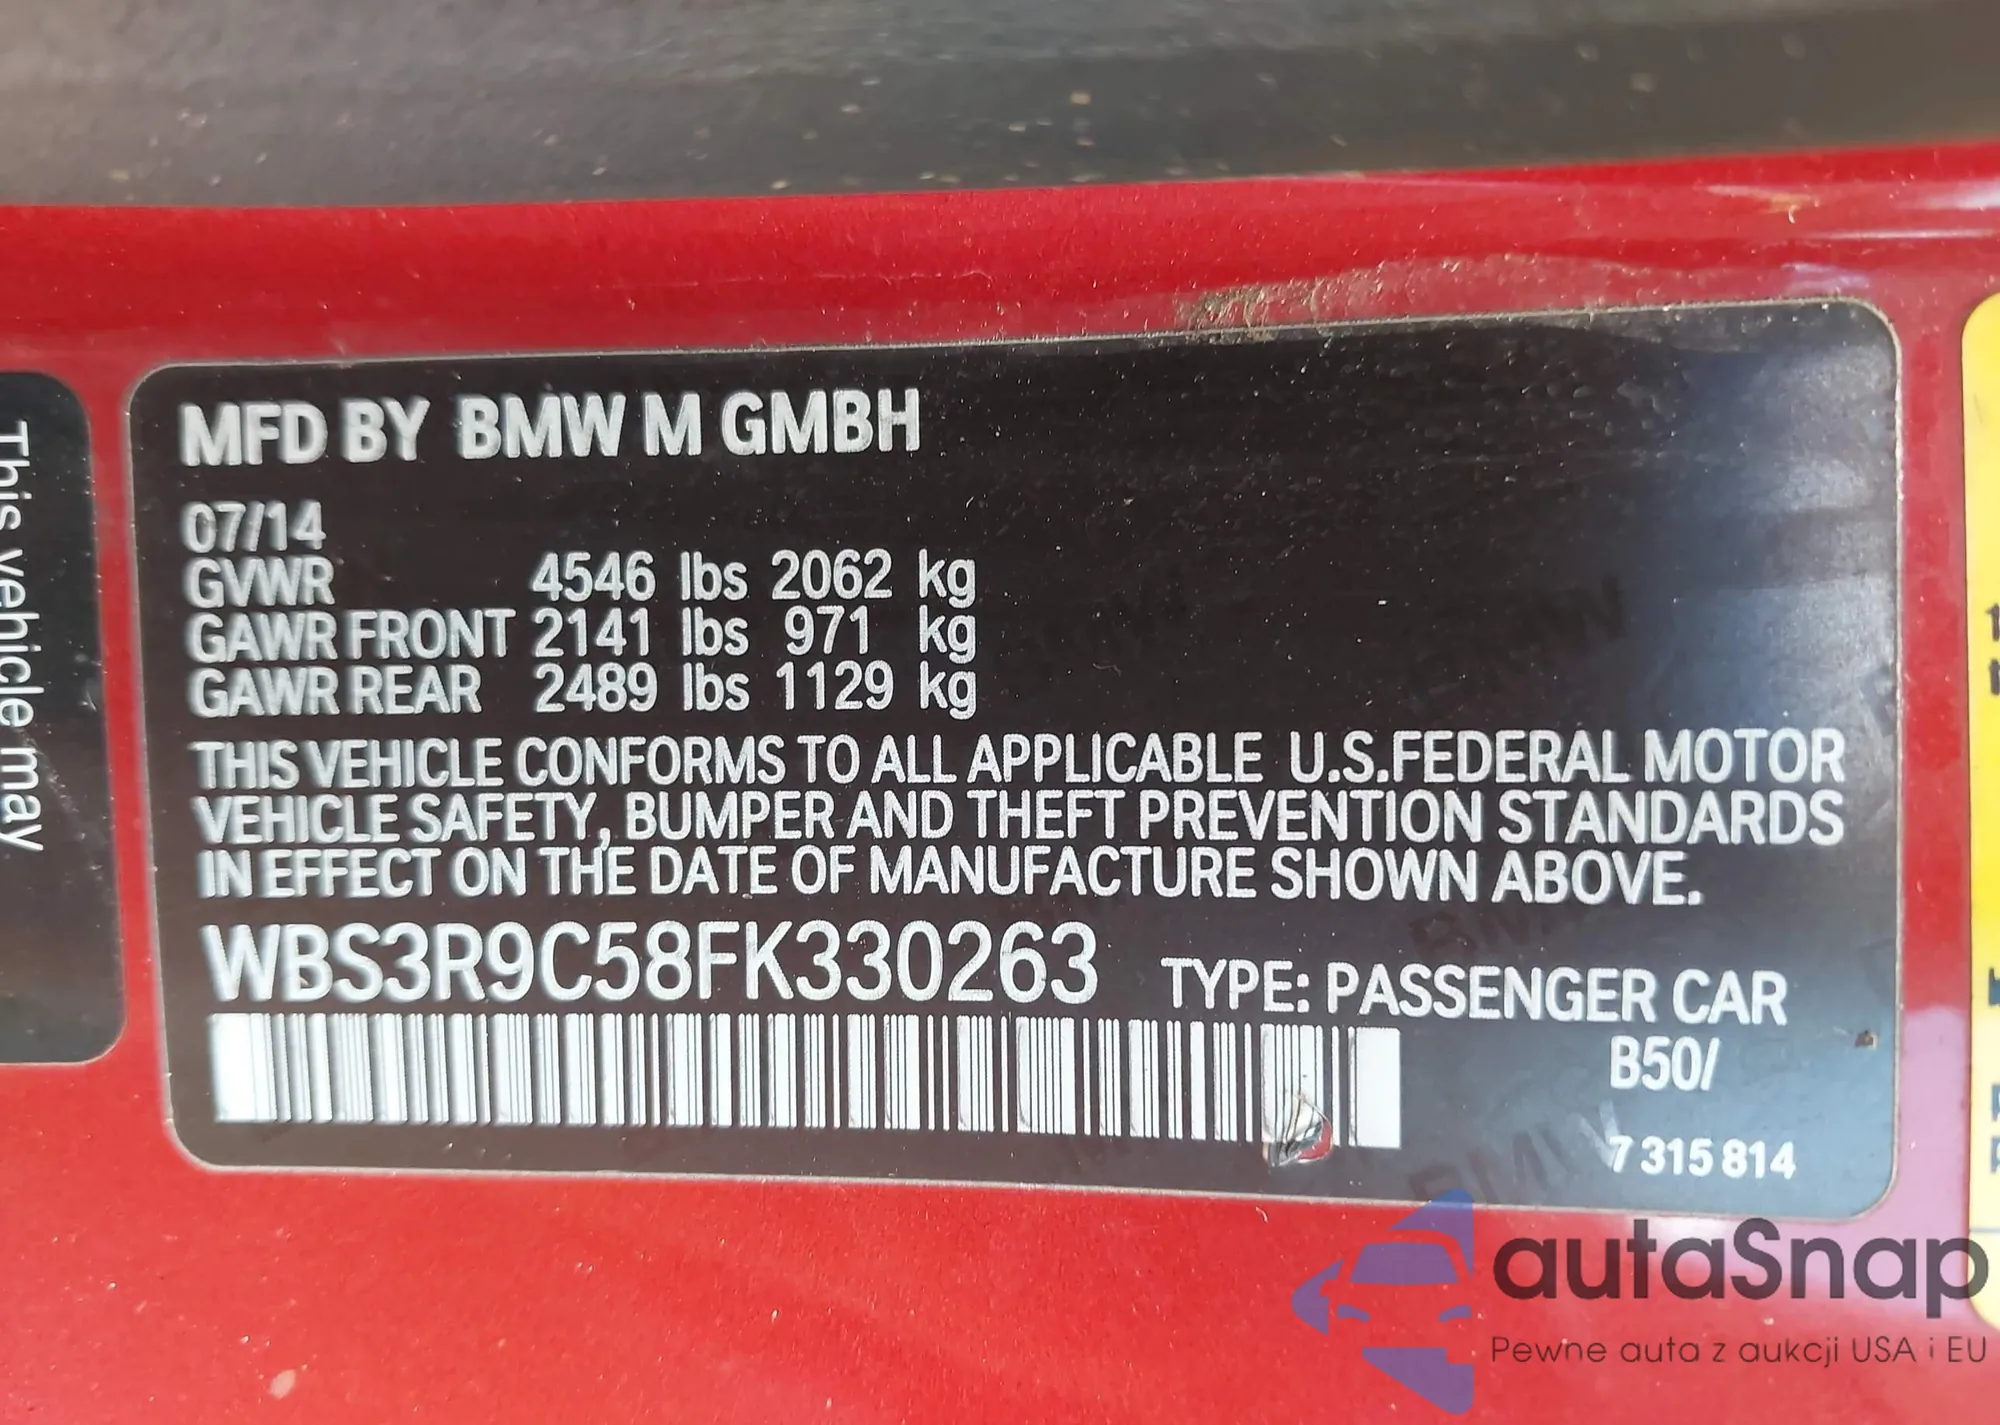 This vehicle may
MFD BY BMW M GMBH
07/14
GVWR 4546 lbs 2062 kg
GAWR FRONT 2141 lbs 971 kg
GAWR REAR 2489 lbs 1129 kg
THIS VEHICLE CONFORMS TO ALL APPLICABLE U.S.FEDERAL MOTOR
VEHICLE SAFETY, BUMPER AND THEFT PREVENTION STANDARDS
IN EFFECT ON THE DATE OF MANUFACTURE SHOWN ABOVE.
WBS3R9C58FK330263 TYPE: PASSENGER CAR
B50/
7 315 814
autaSnap
Pewne auta z aukcji USA i EU